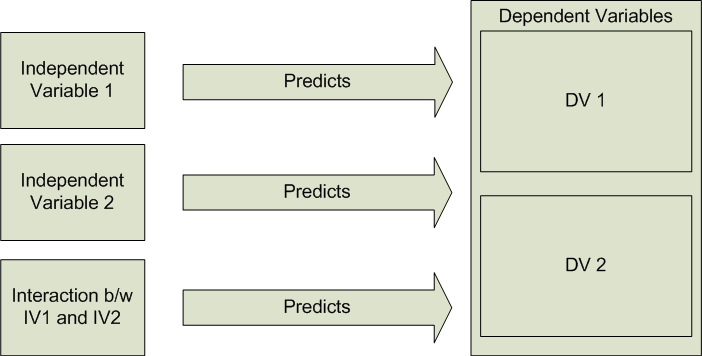 Dependent Variables
Independent
Variable 1
Predicts
DV 1
Independent
Variable 2
Predicts
DV 2
Interaction b/w
IV1 and IV2
Predicts